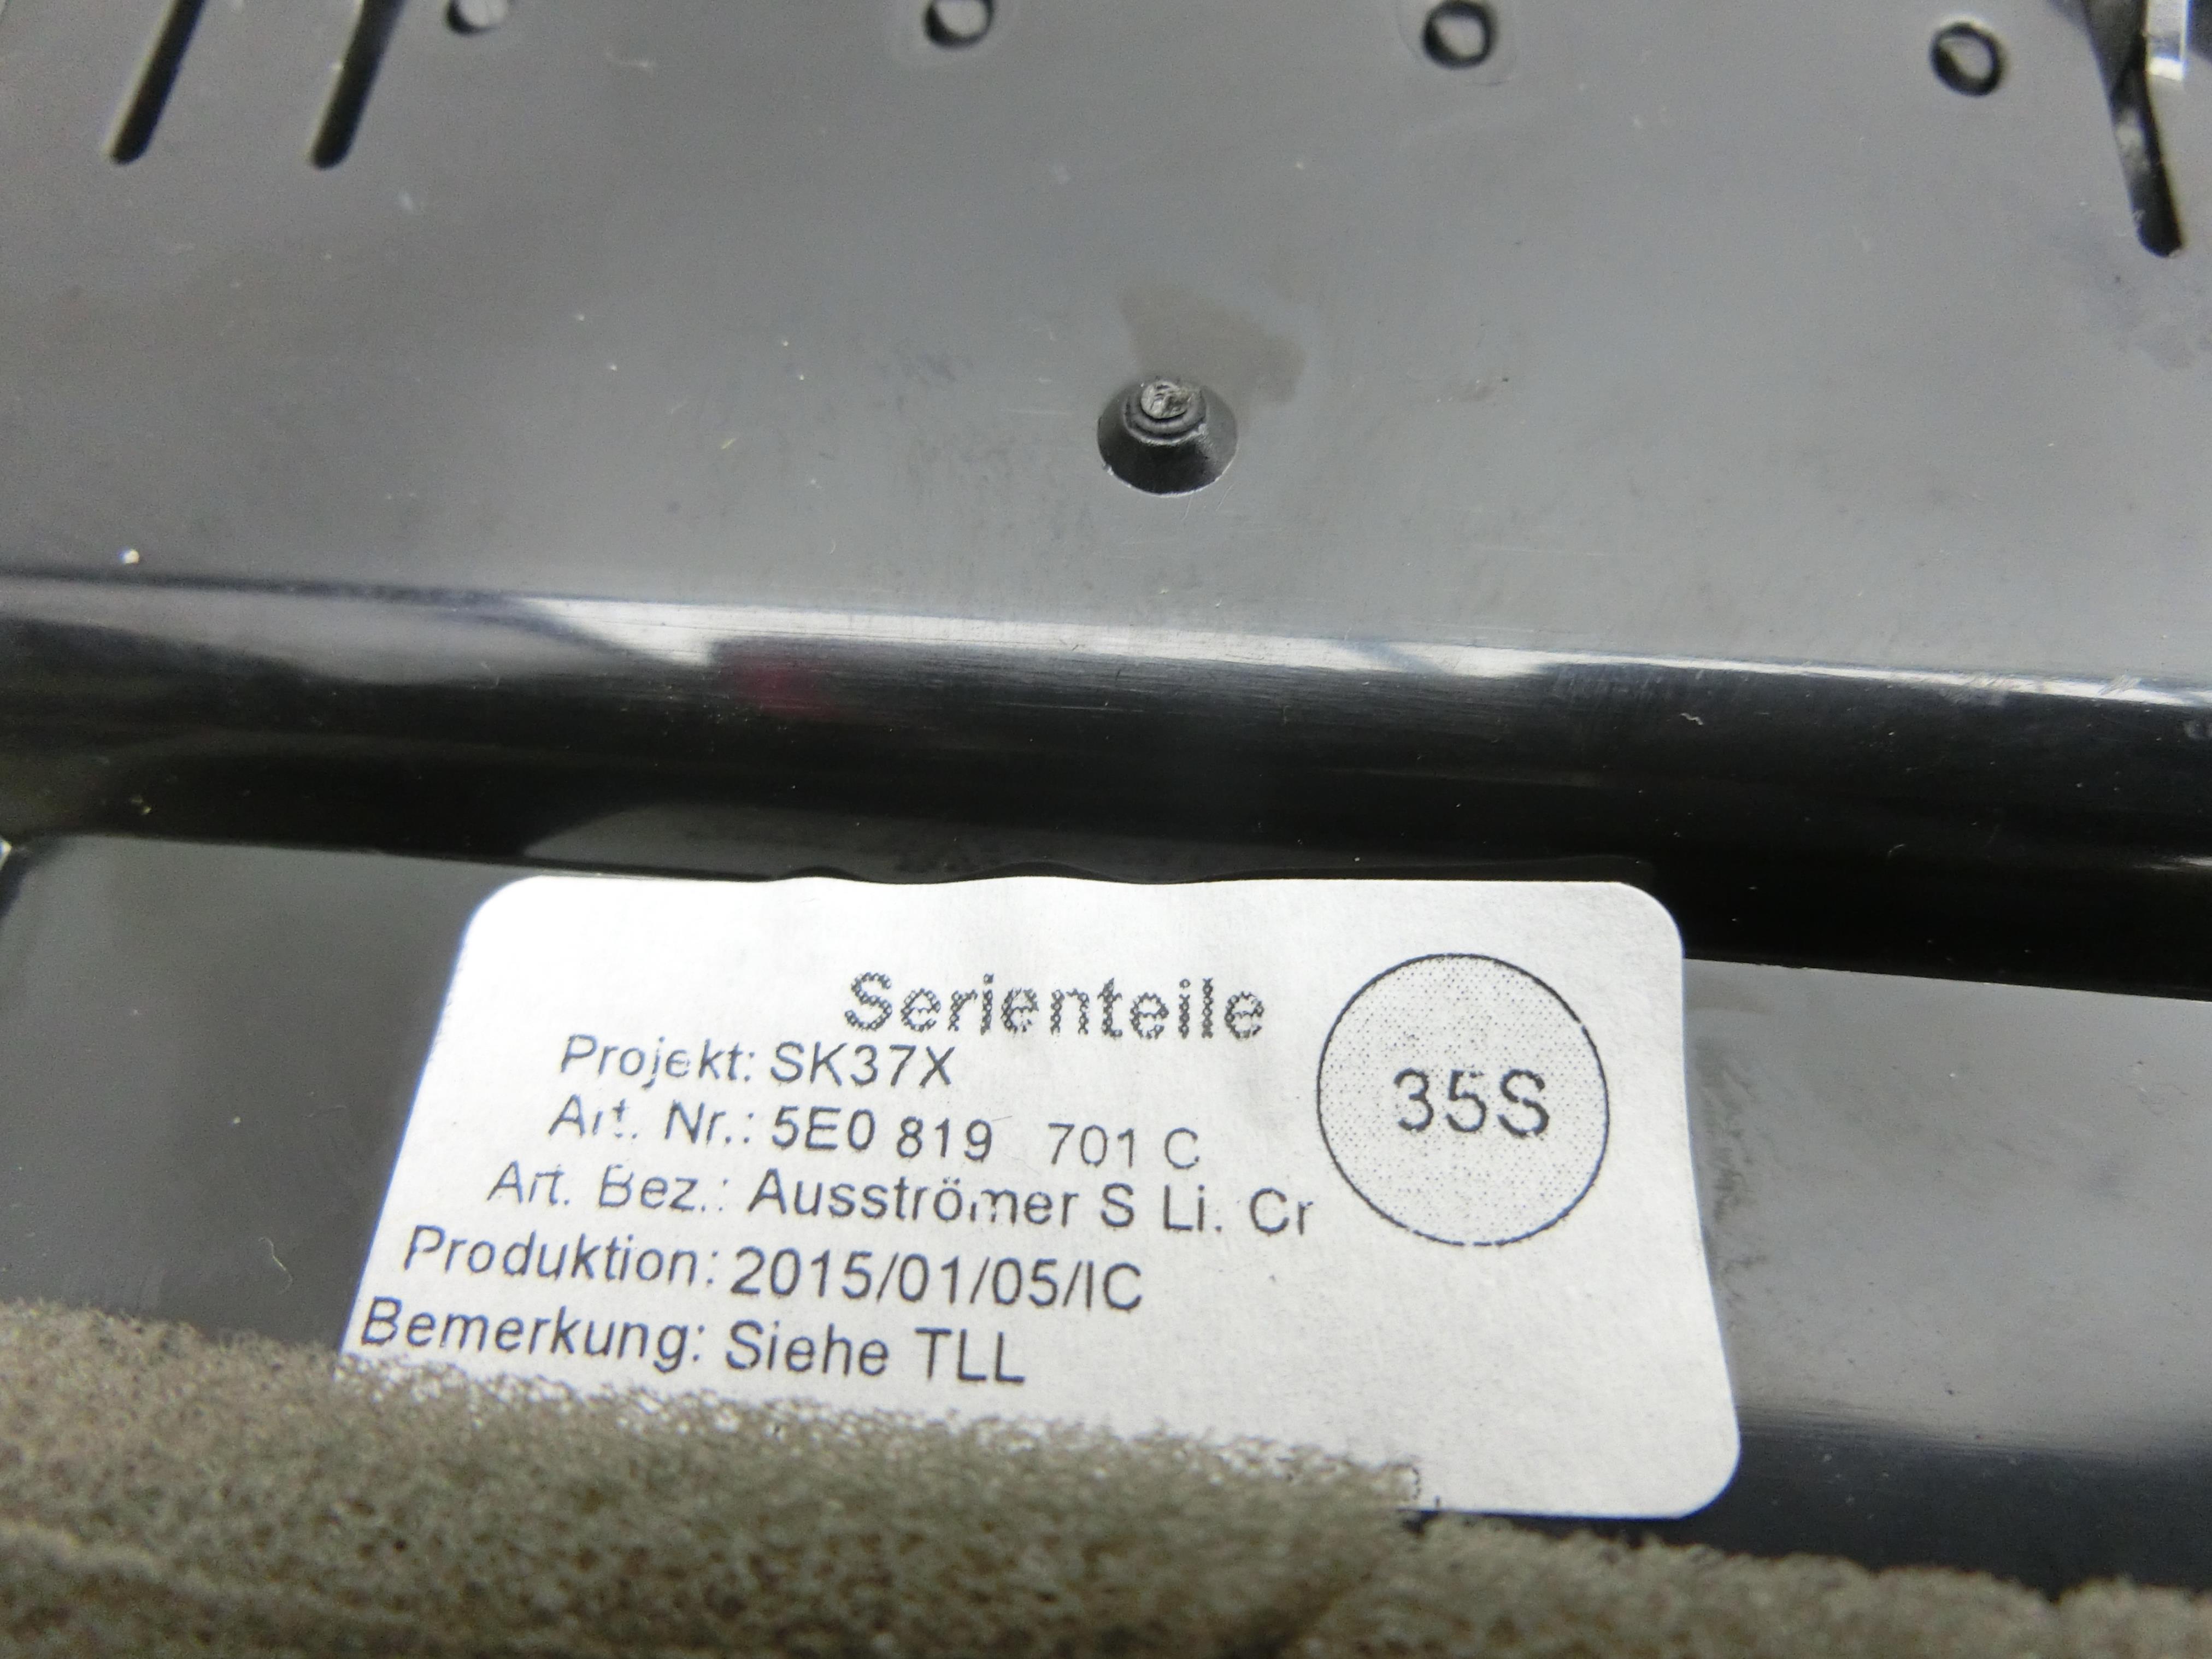 Serienteile
Projekt: SK37X
35S
Art. Nr.: 5E0 819 701 C
Art. Bez.: Ausströmer S Li. Cr
Produktion: 2015/01/05/IC
Bemerkung: Siehe TLL